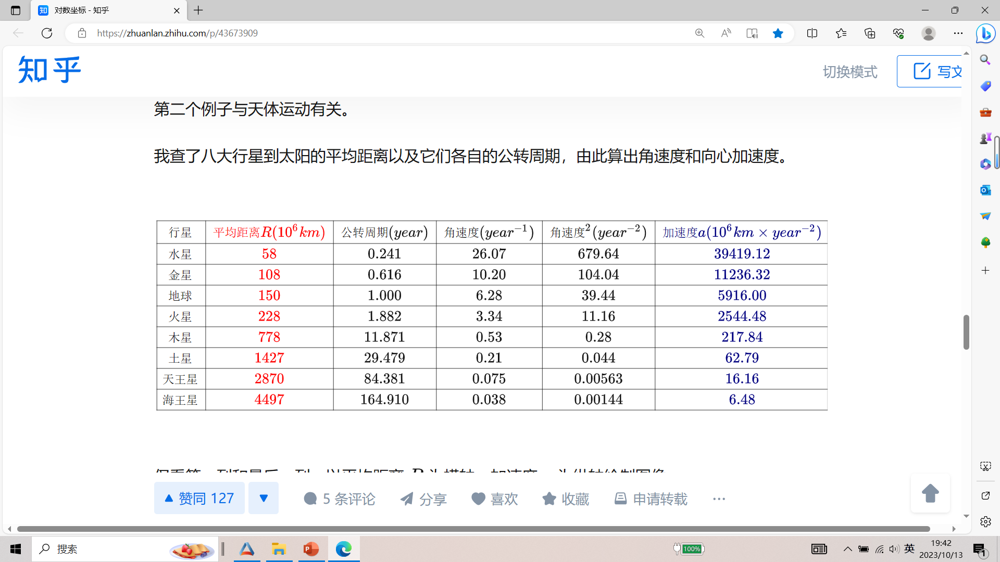 对数坐标 - 知乎
https://zhuanlan.zhihu.com/p/43673909
知乎
切换模式
写文
第二个例子与天体运动有关。
我查了八大行星到太阳的平均距离以及它们各自的公转周期，由此算出角速度和向心加速度。
行星 平均距离R(10^6 km) 公转周期(year) 角速度(year^-1) 角速度^2(year^-2) 加速度a(10^6 km × year^-2)
水星 58 0.241 26.07 679.64 39419.12
金星 108 0.616 10.20 104.04 11236.32
地球 150 1.000 6.28 39.44 5916.00
火星 228 1.882 3.34 11.16 2544.48
木星 778 11.871 0.53 0.28 217.84
土星 1427 29.479 0.21 0.044 62.79
天王星 2870 84.381 0.075 0.00563 16.16
海王星 4497 164.910 0.038 0.00144 6.48
赞同 127
5 条评论
分享
喜欢
收藏
申请转载
搜索
100%
英
19:42
2023/10/13
1